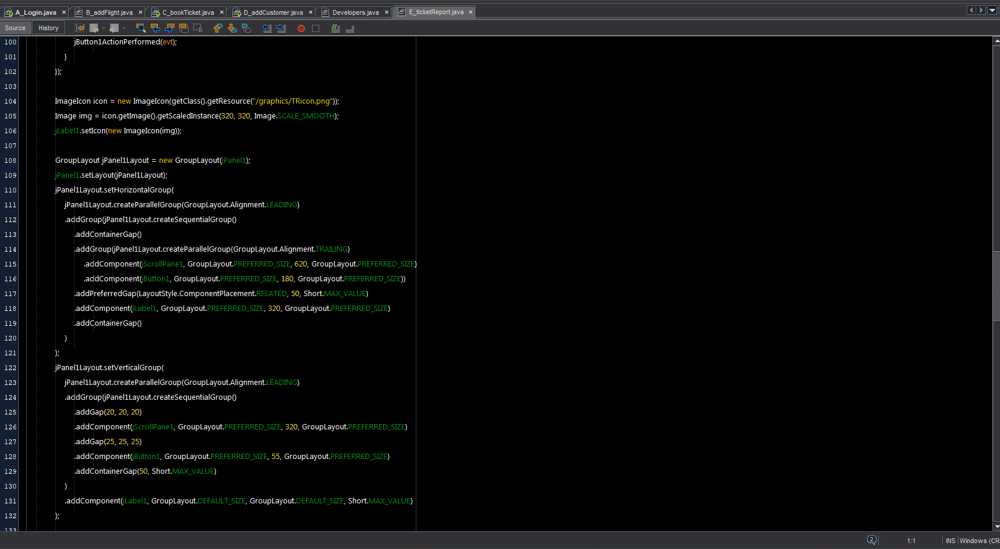 A_Login.java × B_addFlight.java × C_bookTicket.java × D_addCustomer.java × Developers.java × E_ticketReport.java ×
Source History
100 jButton1ActionPerformed(evt);
101 }
102 });
103
104 ImageIcon icon = new ImageIcon(getClass().getResource("/graphics/TRicon.png"));
105 Image img = icon.getImage().getScaledInstance(320, 320, Image.SCALE_SMOOTH);
106 jLabel1.setIcon(new ImageIcon(img));
107
108 GroupLayout jPanel1Layout = new GroupLayout(jPanel1);
109 jPanel1.setLayout(jPanel1Layout);
110 jPanel1Layout.setHorizontalGroup(
111 jPanel1Layout.createParallelGroup(GroupLayout.Alignment.LEADING)
112 .addGroup(jPanel1Layout.createSequentialGroup()
113 .addContainerGap()
114 .addGroup(jPanel1Layout.createParallelGroup(GroupLayout.Alignment.TRAILING)
115 .addComponent(jScrollPane1, GroupLayout.PREFERRED_SIZE, 620, GroupLayout.PREFERRED_SIZE)
116 .addComponent(jButton1, GroupLayout.PREFERRED_SIZE, 180, GroupLayout.PREFERRED_SIZE))
117 .addPreferredGap(LayoutStyle.ComponentPlacement.RELATED, 50, Short.MAX_VALUE)
118 .addComponent(jLabel1, GroupLayout.PREFERRED_SIZE, 320, GroupLayout.PREFERRED_SIZE)
119 .addContainerGap()
120 )
121 );
122 jPanel1Layout.setVerticalGroup(
123 jPanel1Layout.createParallelGroup(GroupLayout.Alignment.LEADING)
124 .addGroup(jPanel1Layout.createSequentialGroup()
125 .addGap(20, 20, 20)
126 .addComponent(jScrollPane1, GroupLayout.PREFERRED_SIZE, 320, GroupLayout.PREFERRED_SIZE)
127 .addGap(25, 25, 25)
128 .addComponent(jButton1, GroupLayout.PREFERRED_SIZE, 55, GroupLayout.PREFERRED_SIZE)
129 .addContainerGap(50, Short.MAX_VALUE)
130 )
131 .addComponent(jLabel1, GroupLayout.DEFAULT_SIZE, GroupLayout.DEFAULT_SIZE, Short.MAX_VALUE)
132 );
133
2 1:1 INS Windows (CR